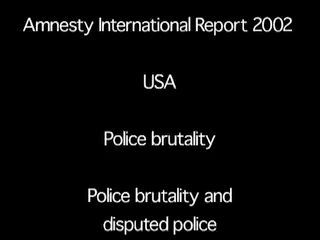 Amnesty International Report 2002
USA
Police brutality
Police brutality and
disputed police